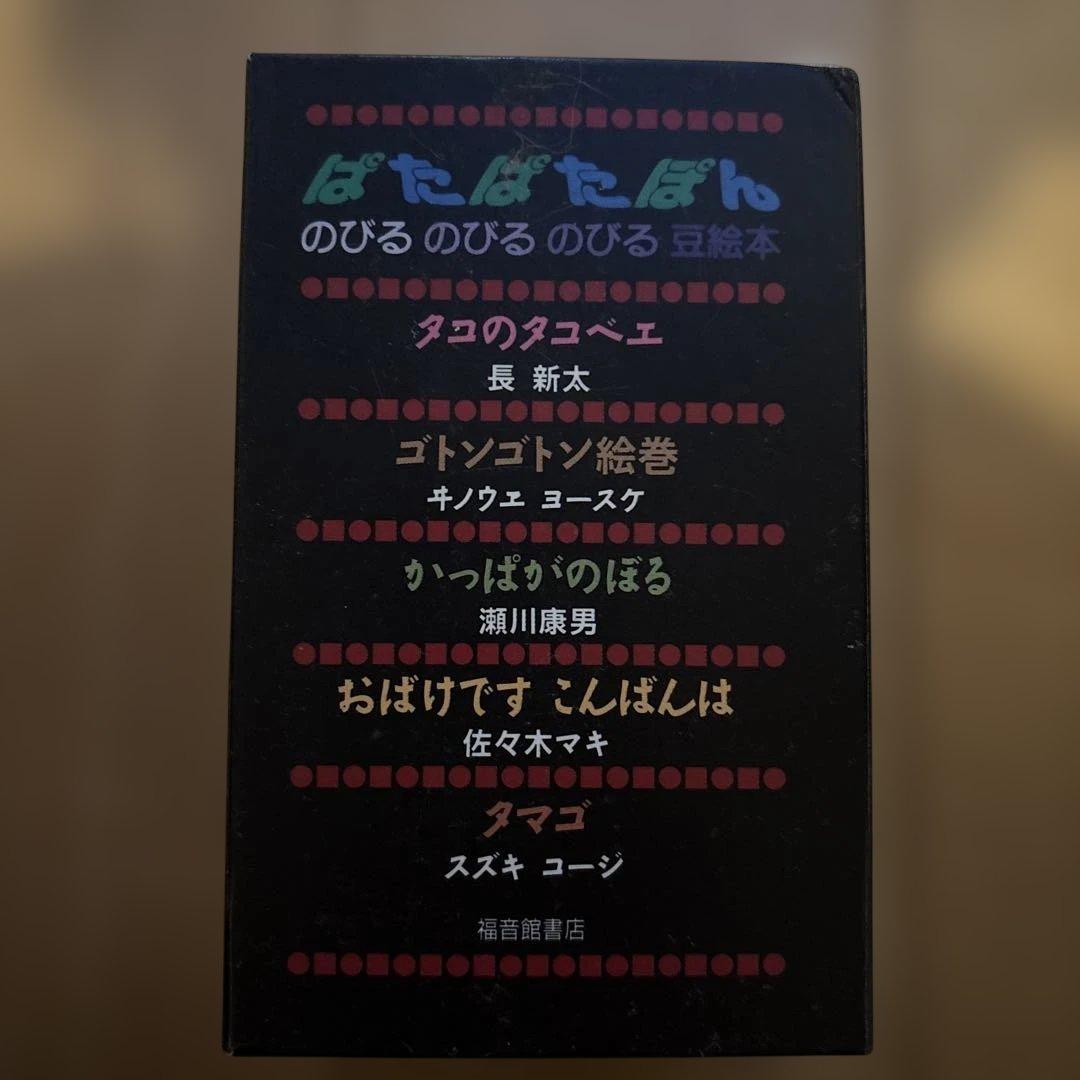 ぱたぱたぽん
のびる のびる のびる 豆絵本
タコのタコベエ
長 新太
ゴトンゴトン絵巻
ヰノウエ ヨースケ
かっぱがのぼる
瀬川康男
おばけです こんばんは
佐々木マキ
タマゴ
スズキ コージ
福音館書店